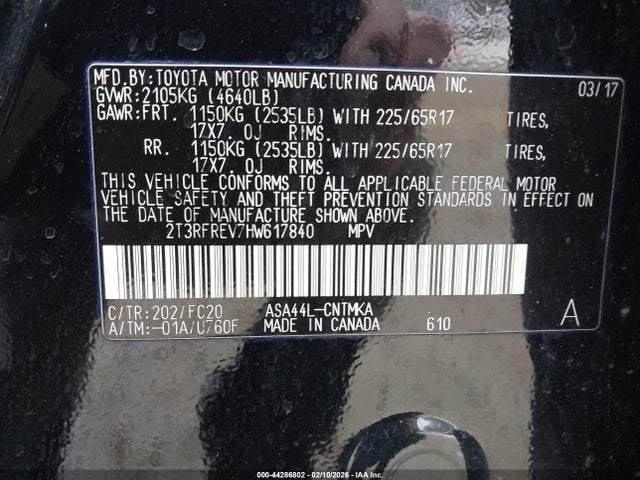 MFD.BY:TOYOTA MOTOR MANUFACTURING CANADA INC. 03/17
GVWR:2105KG (4640LB)
GAWR:FRT. 1150KG (2535LB) WITH 225/65R17 TIRES,
17X7.0J RIMS.
RR. 1150KG (2535LB) WITH 225/65R17 TIRES,
17X7.0J RIMS.
THIS VEHICLE CONFORMS TO ALL APPLICABLE FEDERAL MOTOR
VEHICLE SAFETY AND THEFT PREVENTION STANDARDS IN EFFECT ON
THE DATE OF MANUFACTURE SHOWN ABOVE.
2T3RFREV7HW617840 MPV
C/TR:202/FC20 ASA44L-CNTMKA A
A/TM:-01A/U760F MADE IN CANADA 610
000-44286802 - 02/10/2026 - IAA Inc.